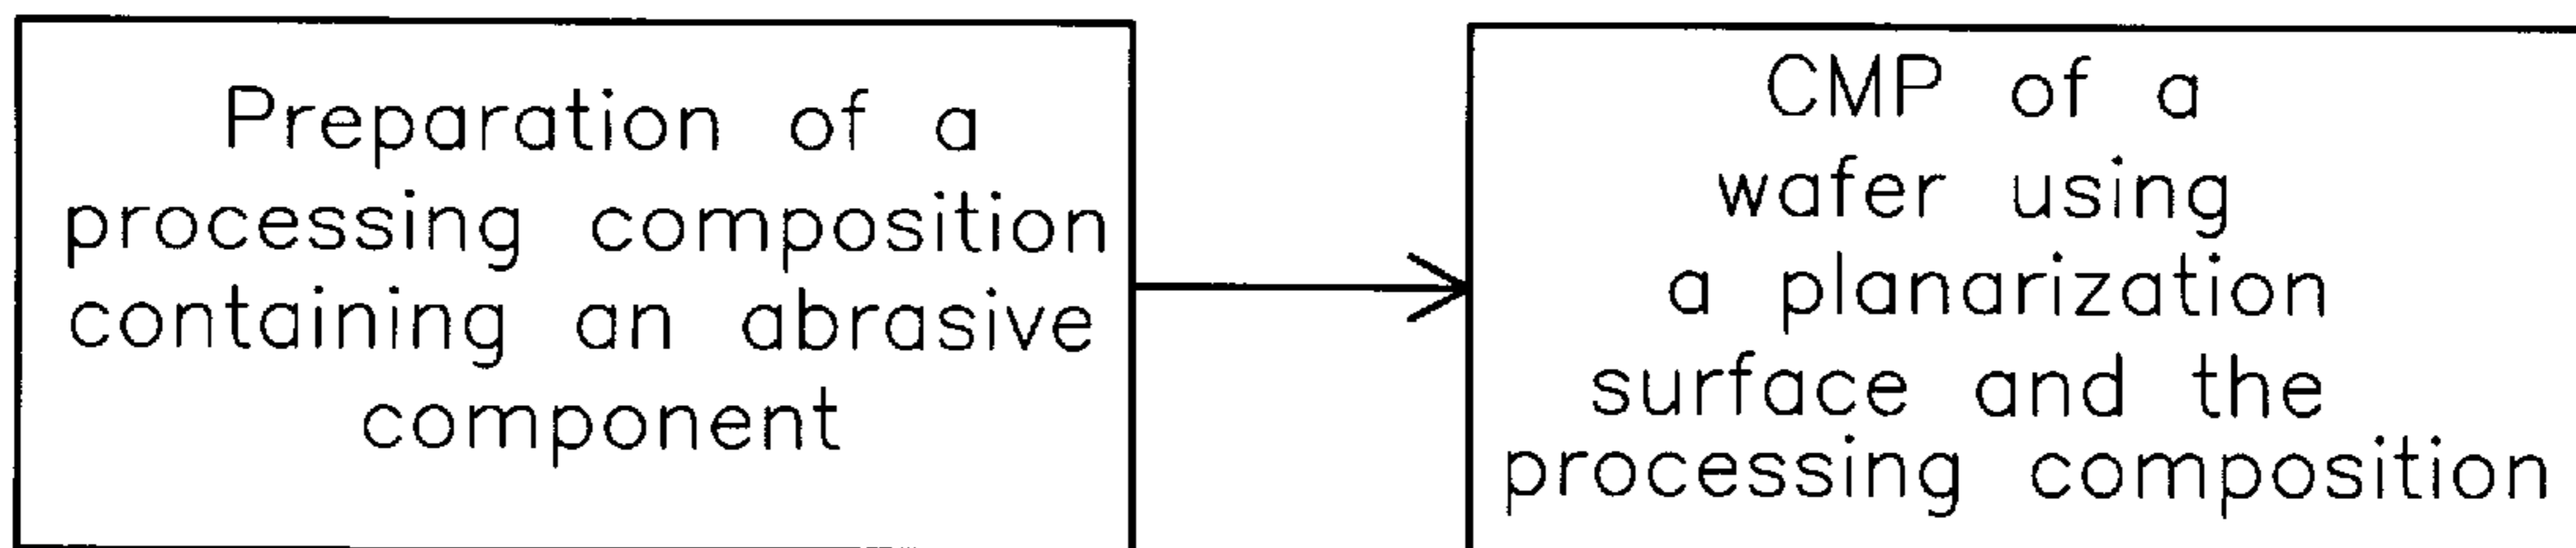 Preparation of a
processing composition
containing an abrasive
component
CMP of a
wafer using
a planarization
surface and the
processing composition